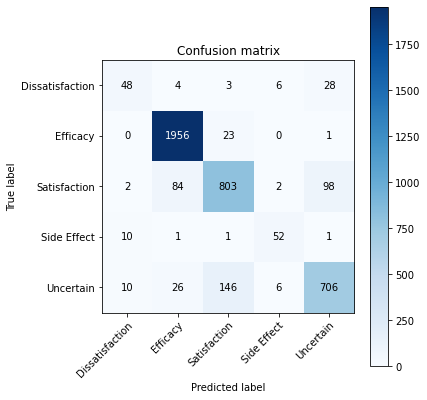 Confusion matrix
True label
Dissatisfaction 48 4 3 6 28
Efficacy 0 1956 23 0 1
Satisfaction 2 84 803 2 98
Side Effect 10 1 1 52 1
Uncertain 10 26 146 6 706
Dissatisfaction
Efficacy
Satisfaction
Side Effect
Uncertain
Predicted label
1750
1500
1250
1000
750
500
250
0